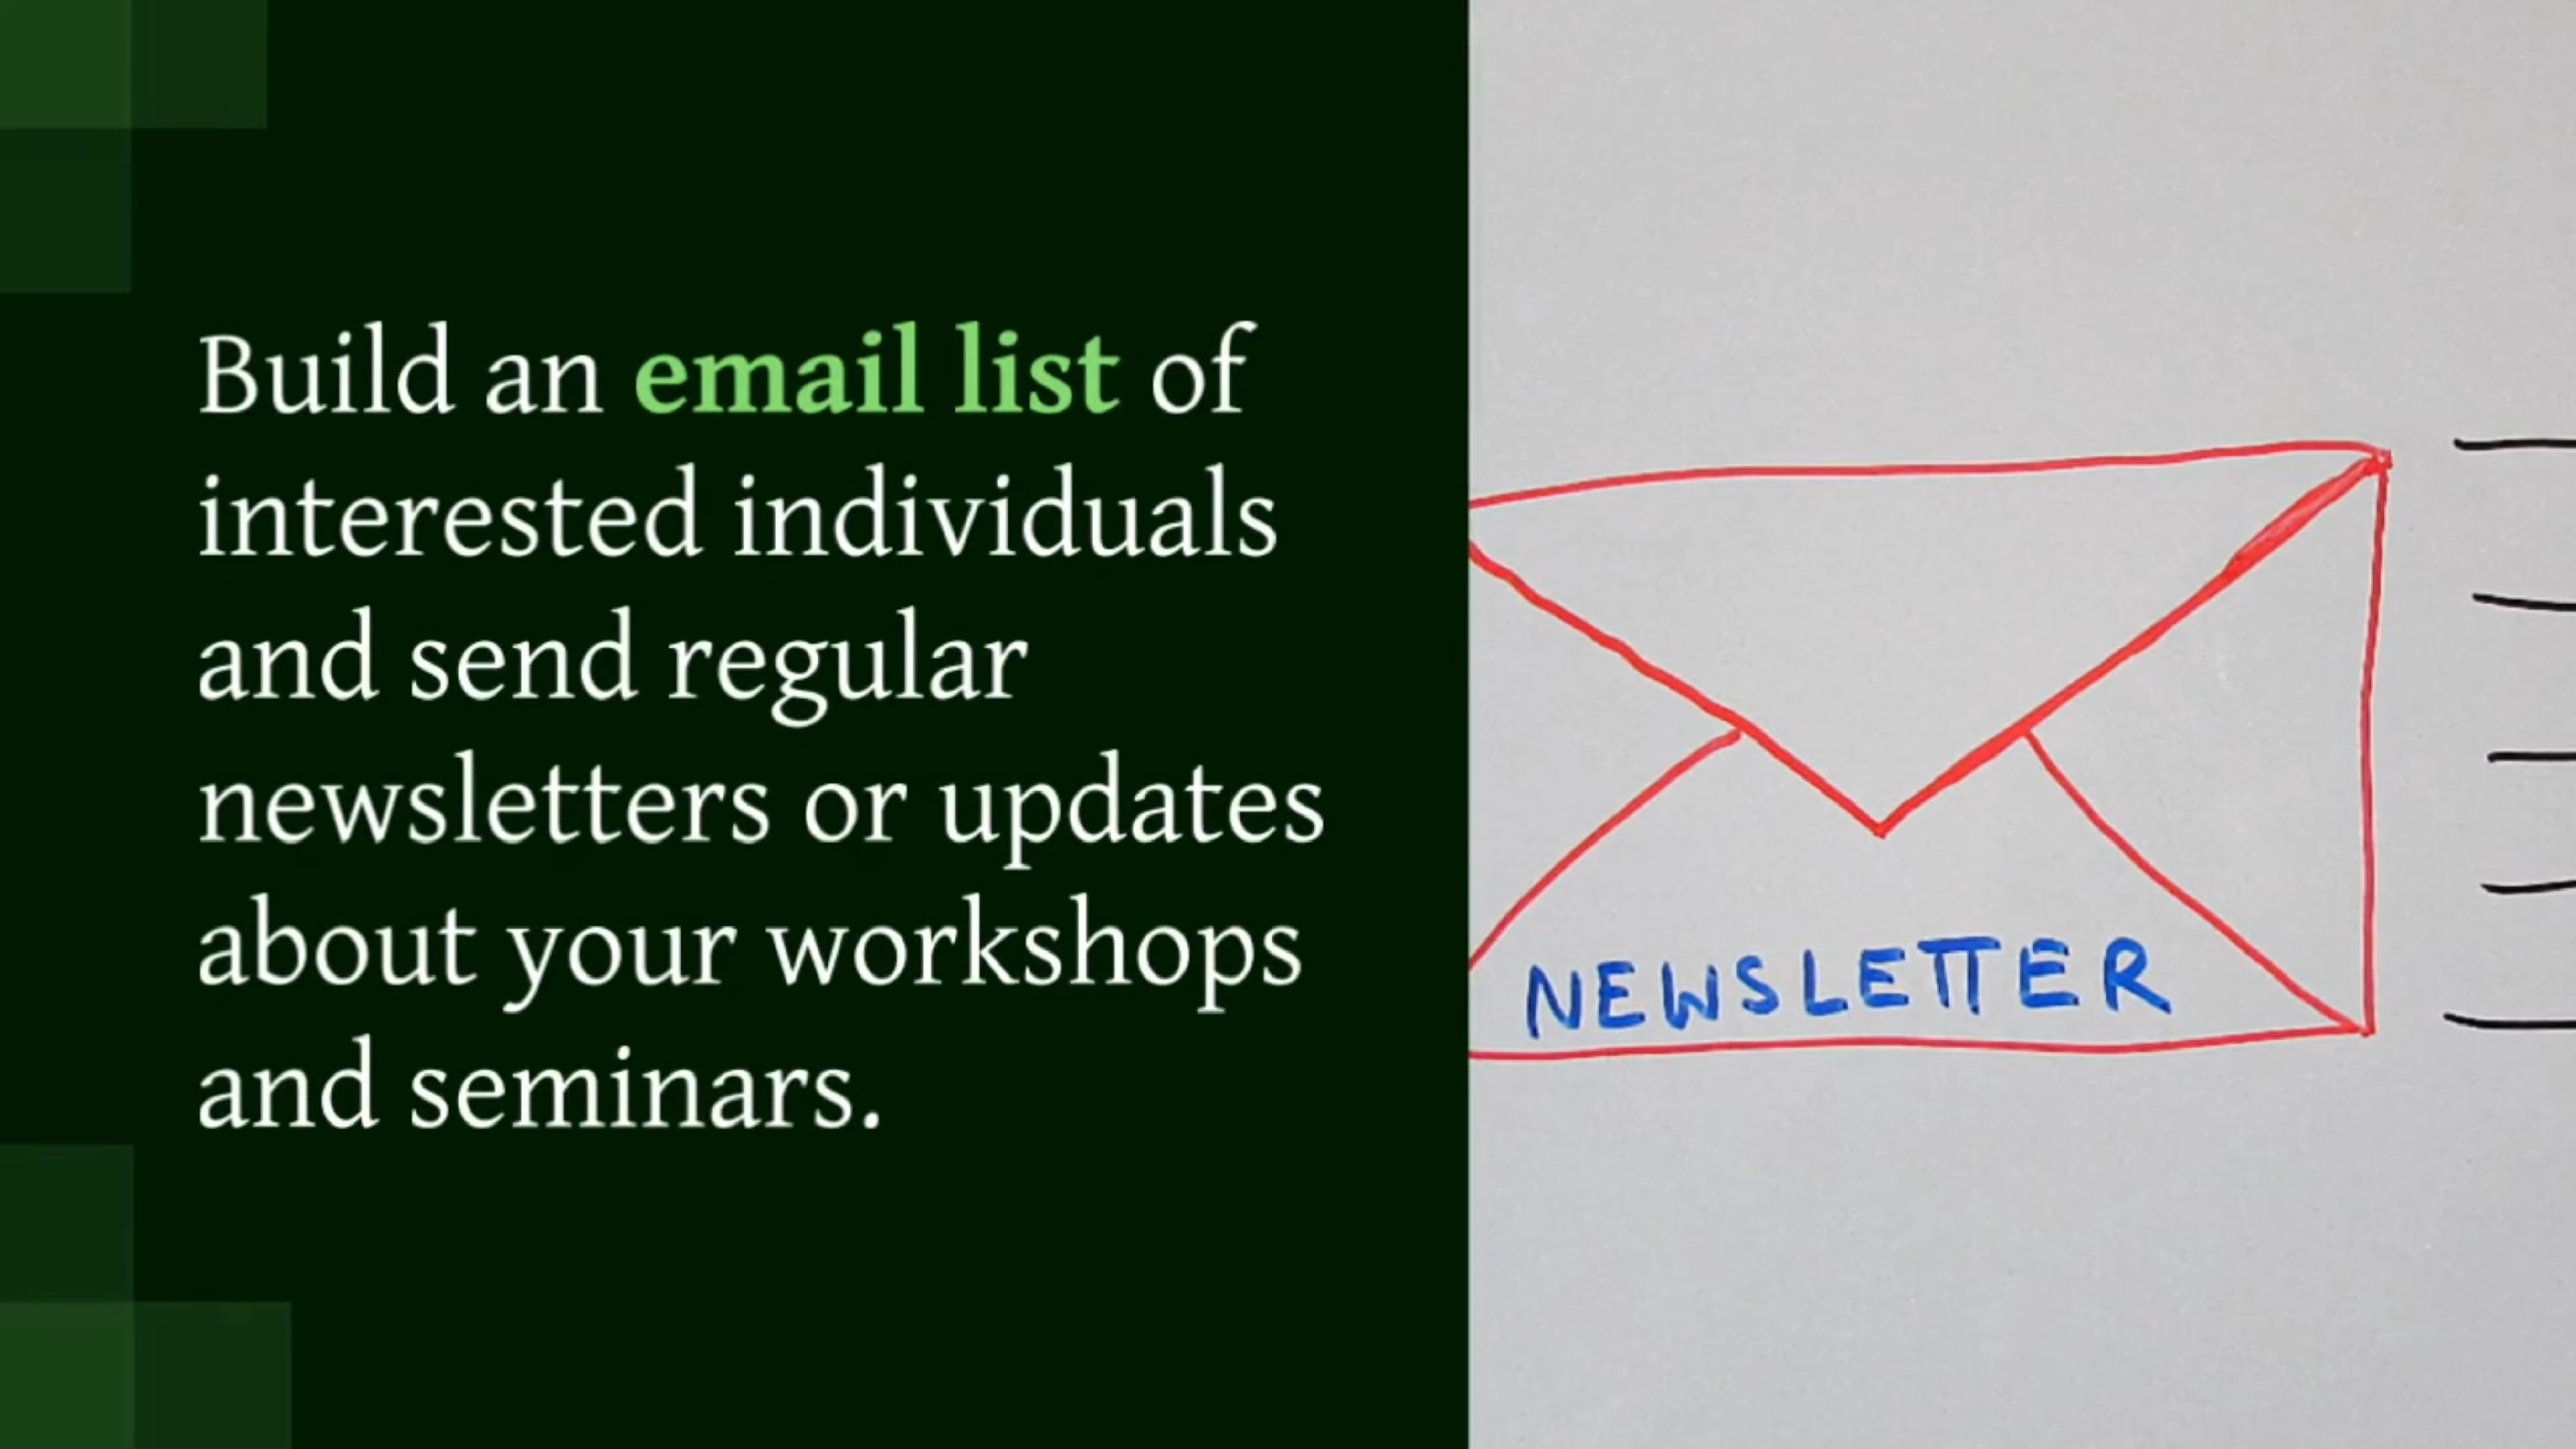 Build an email list of
interested individuals
and send regular
newsletters or updates
about your workshops
and seminars.
NEWSLETTER